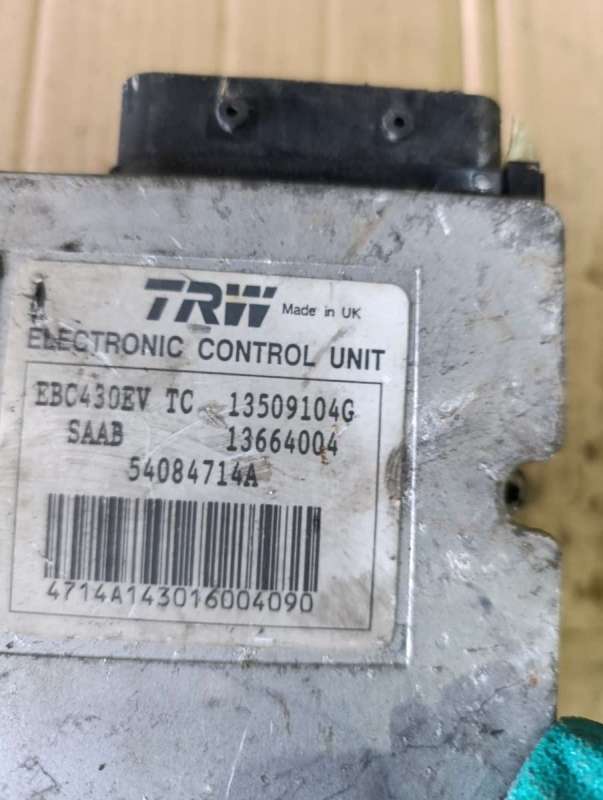 TRW Made in UK
ELECTRONIC CONTROL UNIT
EBC430EV TC 13509104G
SAAB 13664004
54084714A
4714A143016004090